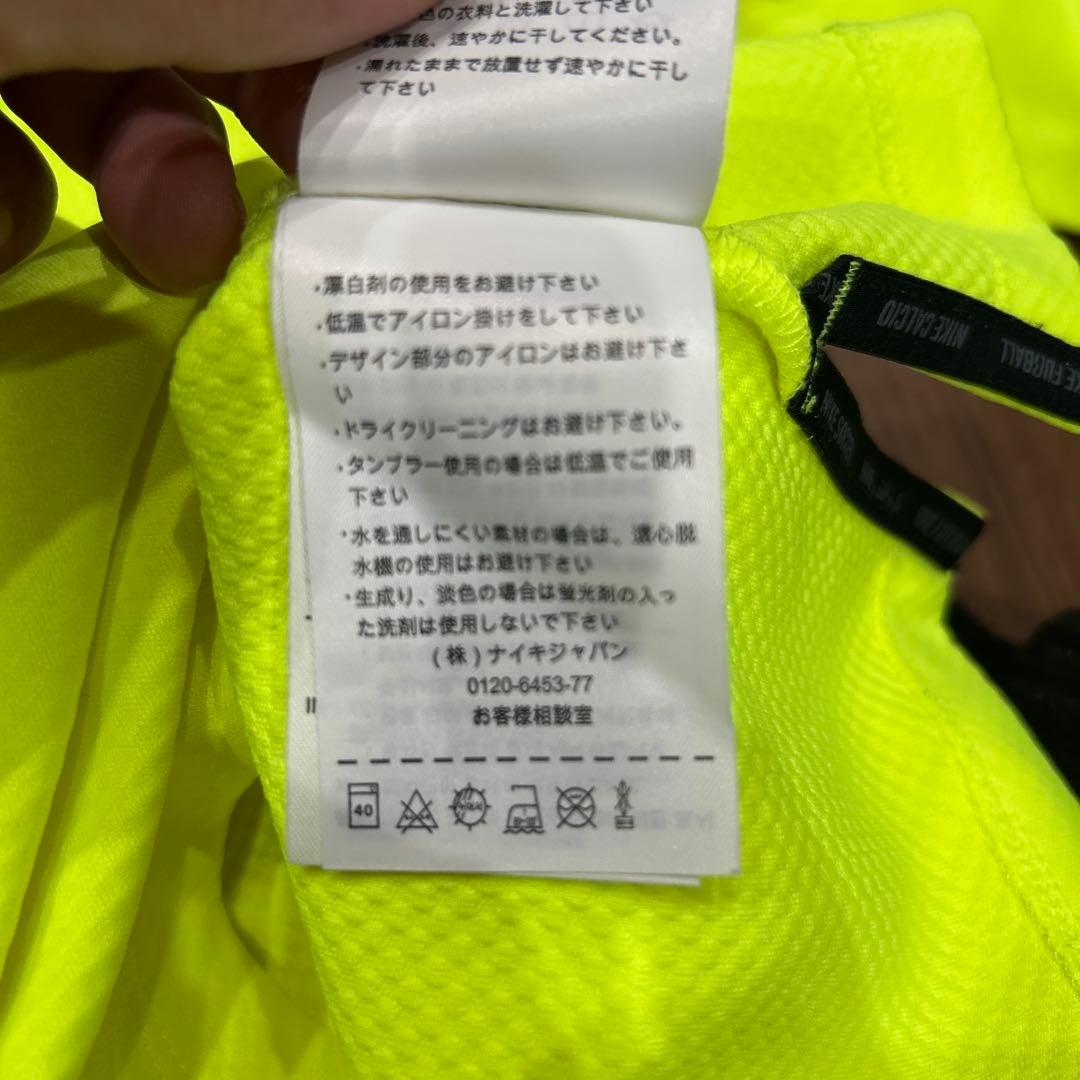 色の衣料と洗濯して下さい
・洗濯後、速やかに干してください。
・濡れたままで放置せず速やかに干し
て下さい
・漂白剤の使用をお避け下さい
・低温でアイロン掛けをして下さい
・デザイン部分のアイロンはお避け下さ
い
・ドライクリーニングはお避け下さい。
・タンブラー使用の場合は低温でご使用
下さい
・水を通しにくい素材の場合は、遠心脱
水機の使用はお避け下さい
・生成り、淡色の場合は蛍光剤の入っ
た洗剤は使用しないで下さい
(株)ナイキジャパン
0120-6453-77
お客様相談室
40
NIKE CALCIO
KE FUßBALL